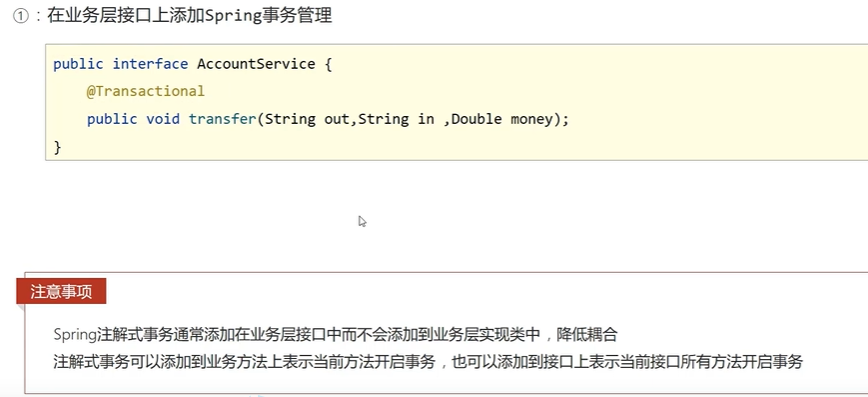 ①：在业务层接口上添加Spring事务管理
public interface AccountService {
@Transactional
public void transfer(String out,String in ,Double money);
}
注意事项
Spring注解式事务通常添加在业务层接口中而不会添加到业务层实现类中，降低耦合
注解式事务可以添加到业务方法上表示当前方法开启事务，也可以添加到接口上表示当前接口所有方法开启事务